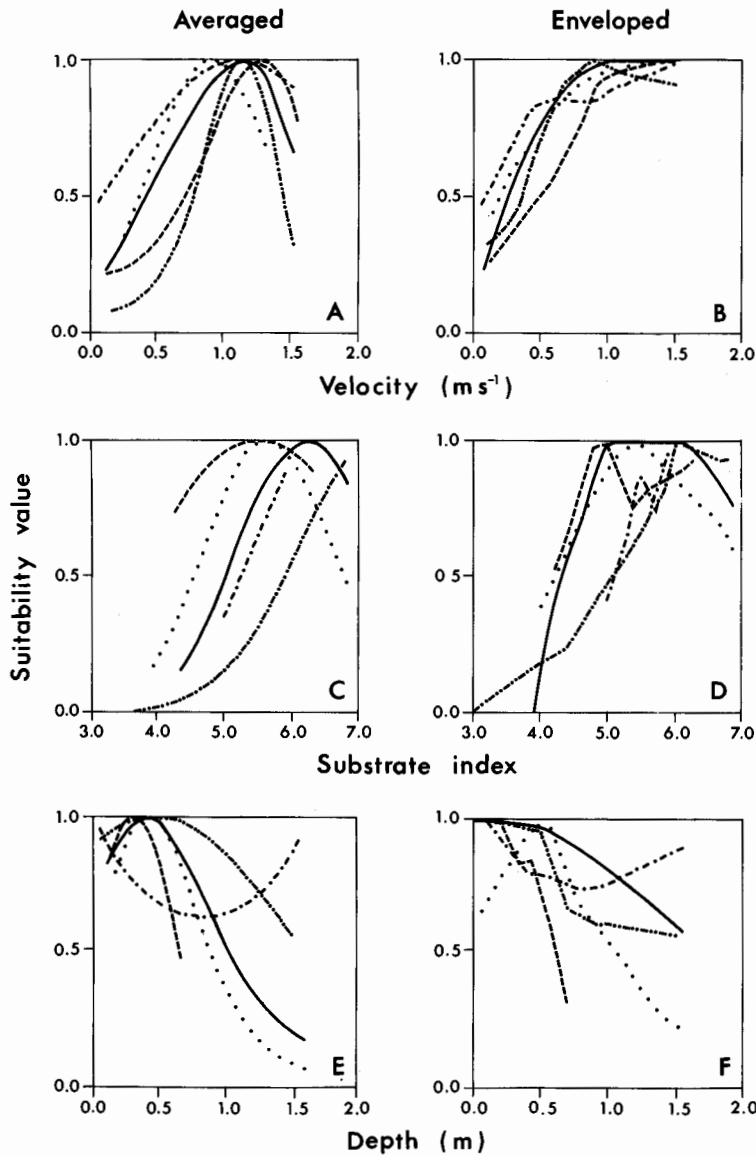 Averaged Enveloped
1.0 1.0
0.5 0.5
A B
0.0 0.0
0.0 0.5 1.0 1.5 2.0 0.0 0.5 1.0 1.5 2.0
Velocity (m s⁻¹)
Suitability value
1.0 1.0
0.5 0.5
C D
0.0 0.0
3.0 4.0 5.0 6.0 7.0 3.0 4.0 5.0 6.0 7.0
Substrate index
1.0 1.0
0.5 0.5
E F
0.0 0.0
0.0 0.5 1.0 1.5 2.0 0.0 0.5 1.0 1.5 2.0
Depth (m)